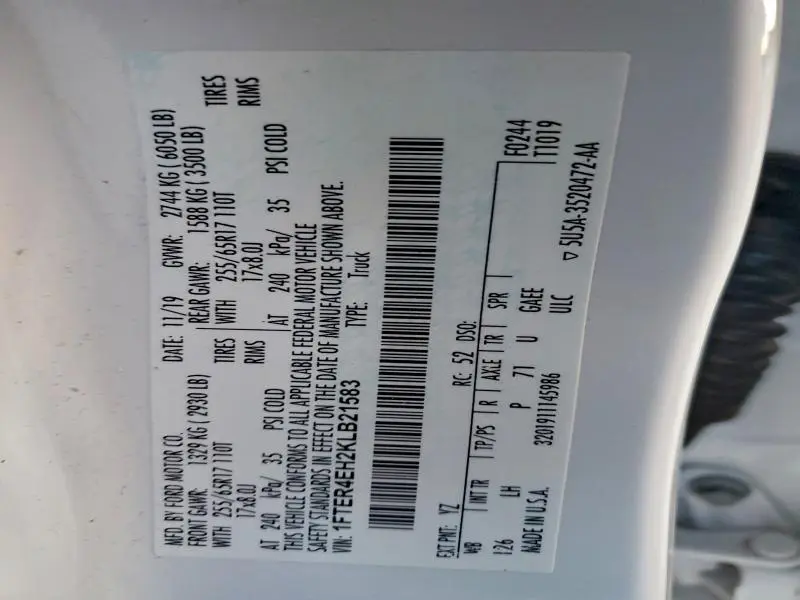 MFD. BY FORD MOTOR CO.
DATE: 11/19 GVWR: 2744 KG ( 6050 LB)
FRONT GAWR: 1329 KG ( 2930 LB) REAR GAWR: 1588 KG ( 3500 LB)
255/65R17 110T TIRES WITH 255/65R17 110T TIRES
17x8.0J RIMS 17x8.0J RIMS
AT 240 kPa/ 35 PSI COLD AT 240 kPa/ 35 PSI COLD
THIS VEHICLE CONFORMS TO ALL APPLICABLE FEDERAL MOTOR VEHICLE
SAFETY STANDARDS IN EFFECT ON THE DATE OF MANUFACTURE SHOWN ABOVE.
VIN: 1FTER4EH2KLB21583 TYPE: Truck
EXT PNT: YZ RC: 52 DSO:
WB INT TR TP/PS R AXLE TR SPR F0244
126 LH P 71 U GAEE T1019
MADE IN U.S.A. 3201911145986 ULC
▽ 5U5A-3520472-AA